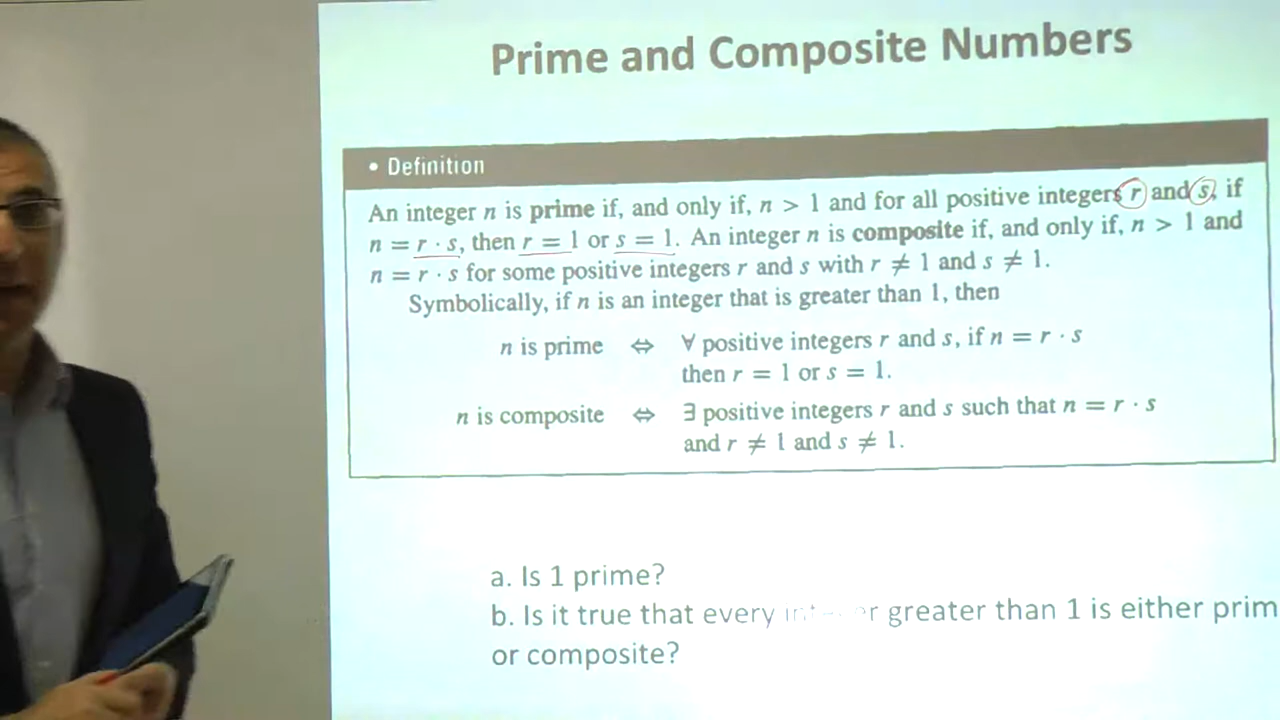 Prime and Composite Numbers
• Definition
An integer n is prime if, and only if, n > 1 and for all positive integers r and s, if
n = r · s, then r = 1 or s = 1. An integer n is composite if, and only if, n > 1 and
n = r · s for some positive integers r and s with r ≠ 1 and s ≠ 1.
Symbolically, if n is an integer that is greater than 1, then
n is prime ⇔ ∀ positive integers r and s, if n = r · s
then r = 1 or s = 1.
n is composite ⇔ ∃ positive integers r and s such that n = r · s
and r ≠ 1 and s ≠ 1.
a. Is 1 prime?
b. Is it true that every greater than 1 is either prim
or composite?